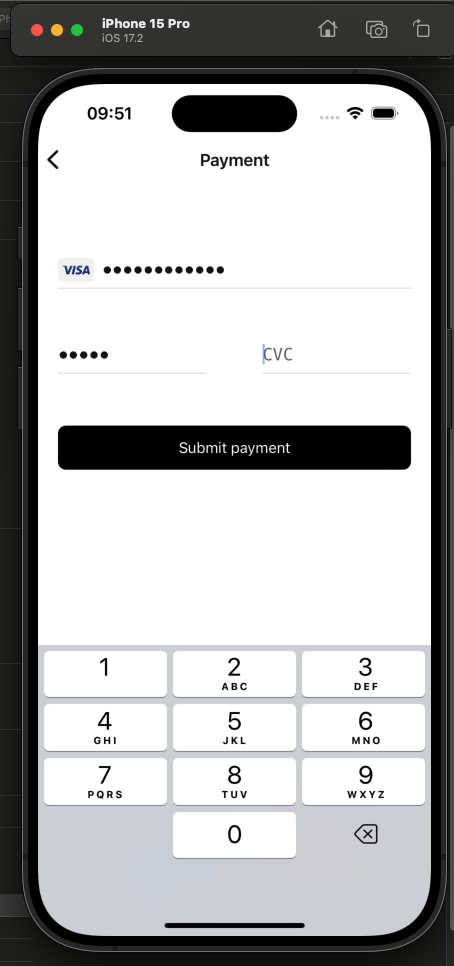 iPhone 15 Pro
iOS 17.2
09:51
Payment
VISA ••••••••••••
••••• CVC
Submit payment
1 2 3
ABC DEF
4 5 6
GHI JKL MNO
7 8 9
PQRS TUV WXYZ
0